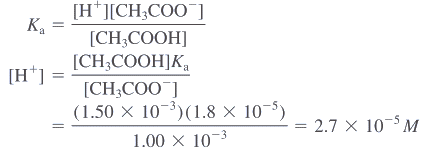 Kₐ = [H⁺][CH₃COO⁻] / [CH₃COOH]
[H⁺] = [CH₃COOH]Kₐ / [CH₃COO⁻]
= (1.50 × 10⁻³)(1.8 × 10⁻⁵) / 1.00 × 10⁻³ = 2.7 × 10⁻⁵ M